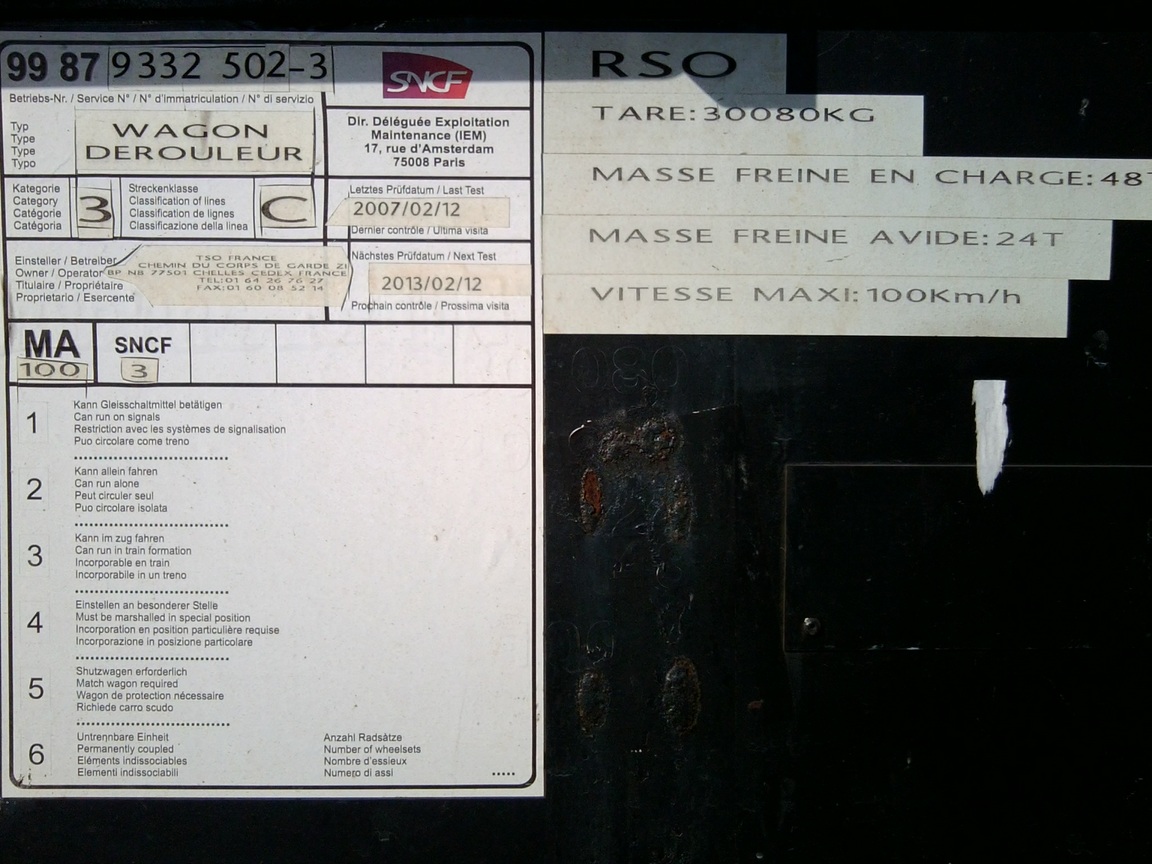 99 87 9332 502-3
SNCF
Betriebs-Nr. / Service N° / N° d'immatriculation / N° di servizio
Typ
Type
Type
Typo
WAGON
DEROULEUR
Dir. Déléguée Exploitation
Maintenance (IEM)
17, rue d'Amsterdam
75008 Paris
Kategorie
Category
Catégorie
Catégoria
3
Streckenklasse
Classification of lines
Classification de lignes
Classificazione della linea
C
Letztes Prüfdatum / Last Test
2007/02/12
Dernier contrôle / Ultima visita
Einsteller / Betreiber
Owner / Operator
Titulaire / Propriétaire
Proprietario / Esercente
TSO FRANCE
CHEMIN DU CORPS DE GARDE ZI
BP N8 77501 CHELLES CEDEX FRANCE
TEL:01 64 26 76 27
FAX:01 60 08 52 14
Nächstes Prüfdatum / Next Test
2013/02/12
Prochain contrôle / Prossima visita
MA
100
SNCF
3
1
Kann Gleisschaltmittel betätigen
Can run on signals
Restriction avec les systèmes de signalisation
Puo circolare come treno
2
Kann allein fahren
Can run alone
Peut circuler seul
Puo circolare isolata
3
Kann im zug fahren
Can run in train formation
Incorporable en train
Incorporabile in un treno
4
Einstellen an besonderer Stelle
Must be marshalled in special position
Incorporation en position particulière requise
Incorporazione in posizione particolare
5
Shutzwagen erforderlich
Match wagon required
Wagon de protection nécessaire
Richiede carro scudo
6
Untrennbare Einheit
Permanently coupled
Eléments indissociables
Elementi indissociabili
Anzahl Radsätze
Number of wheelsets
Nombre d'essieux
Numero di assi .....
RSO
TARE:30080KG
MASSE FREINE EN CHARGE:48T
MASSE FREINE AVIDE:24T
VITESSE MAXI:100Km/h